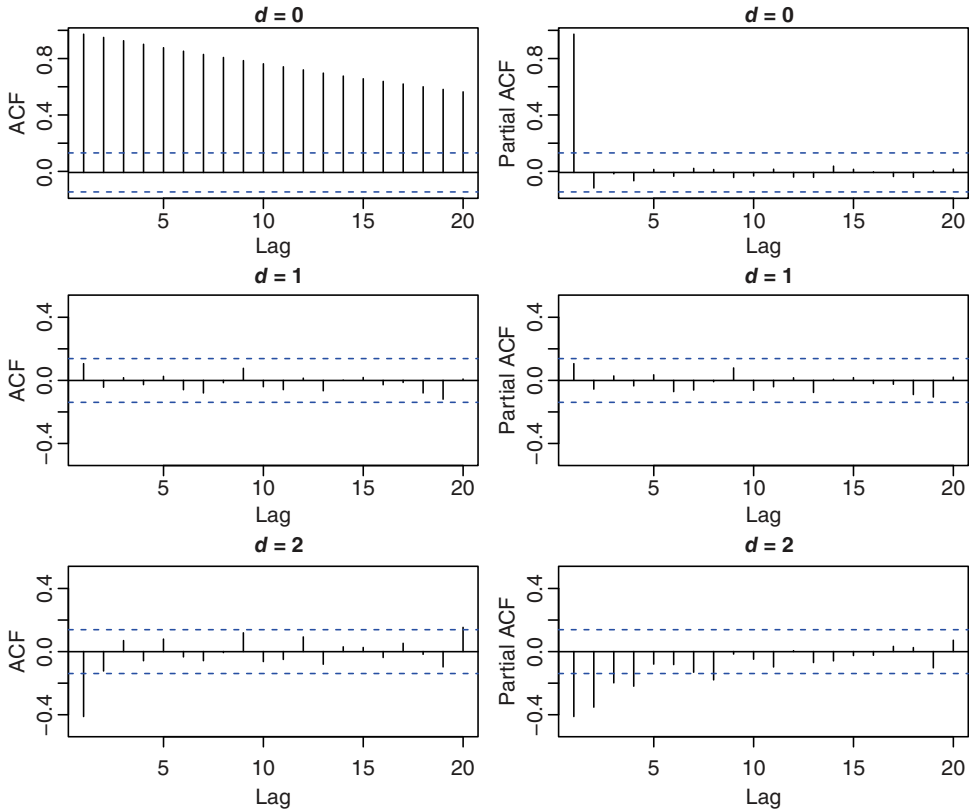 d = 0
ACF
0.0 0.4 0.8
5 10 15 20
Lag
d = 0
Partial ACF
0.0 0.4 0.8
5 10 15 20
Lag
d = 1
ACF
−0.4 0.0 0.4
5 10 15 20
Lag
d = 1
Partial ACF
−0.4 0.0 0.4
5 10 15 20
Lag
d = 2
ACF
−0.4 0.0 0.4
5 10 15 20
Lag
d = 2
Partial ACF
−0.4 0.0 0.4
5 10 15 20
Lag